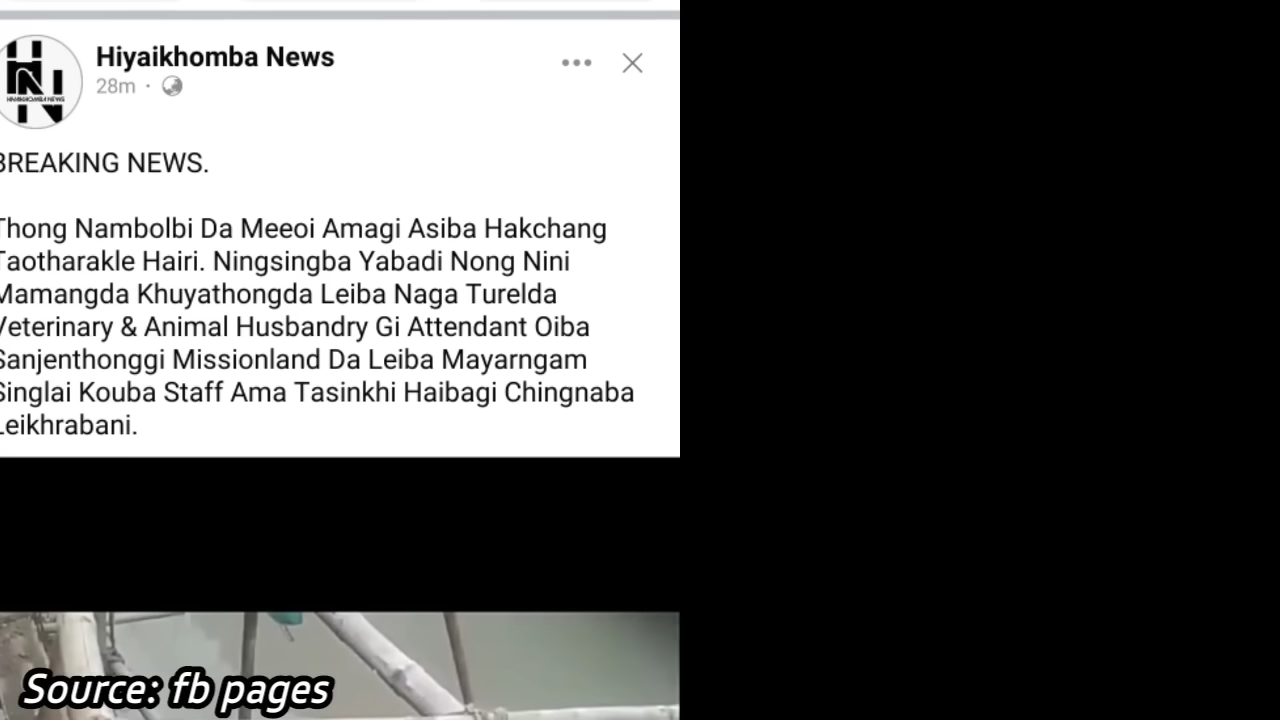 Hiyaikhomba News
28m ·
HIYAIKHOMBA NEWS
BREAKING NEWS.
Thong Nambolbi Da Meeoi Amagi Asiba Hakchang
Taotharakle Hairi. Ningsingba Yabadi Nong Nini
Mamangda Khuyathongda Leiba Naga Turelda
Veterinary & Animal Husbandry Gi Attendant Oiba
Sanjenthonggi Missionland Da Leiba Mayarngam
Singlai Kouba Staff Ama Tasinkhi Haibagi Chingnaba
Leikhrabani.
Source: fb pages